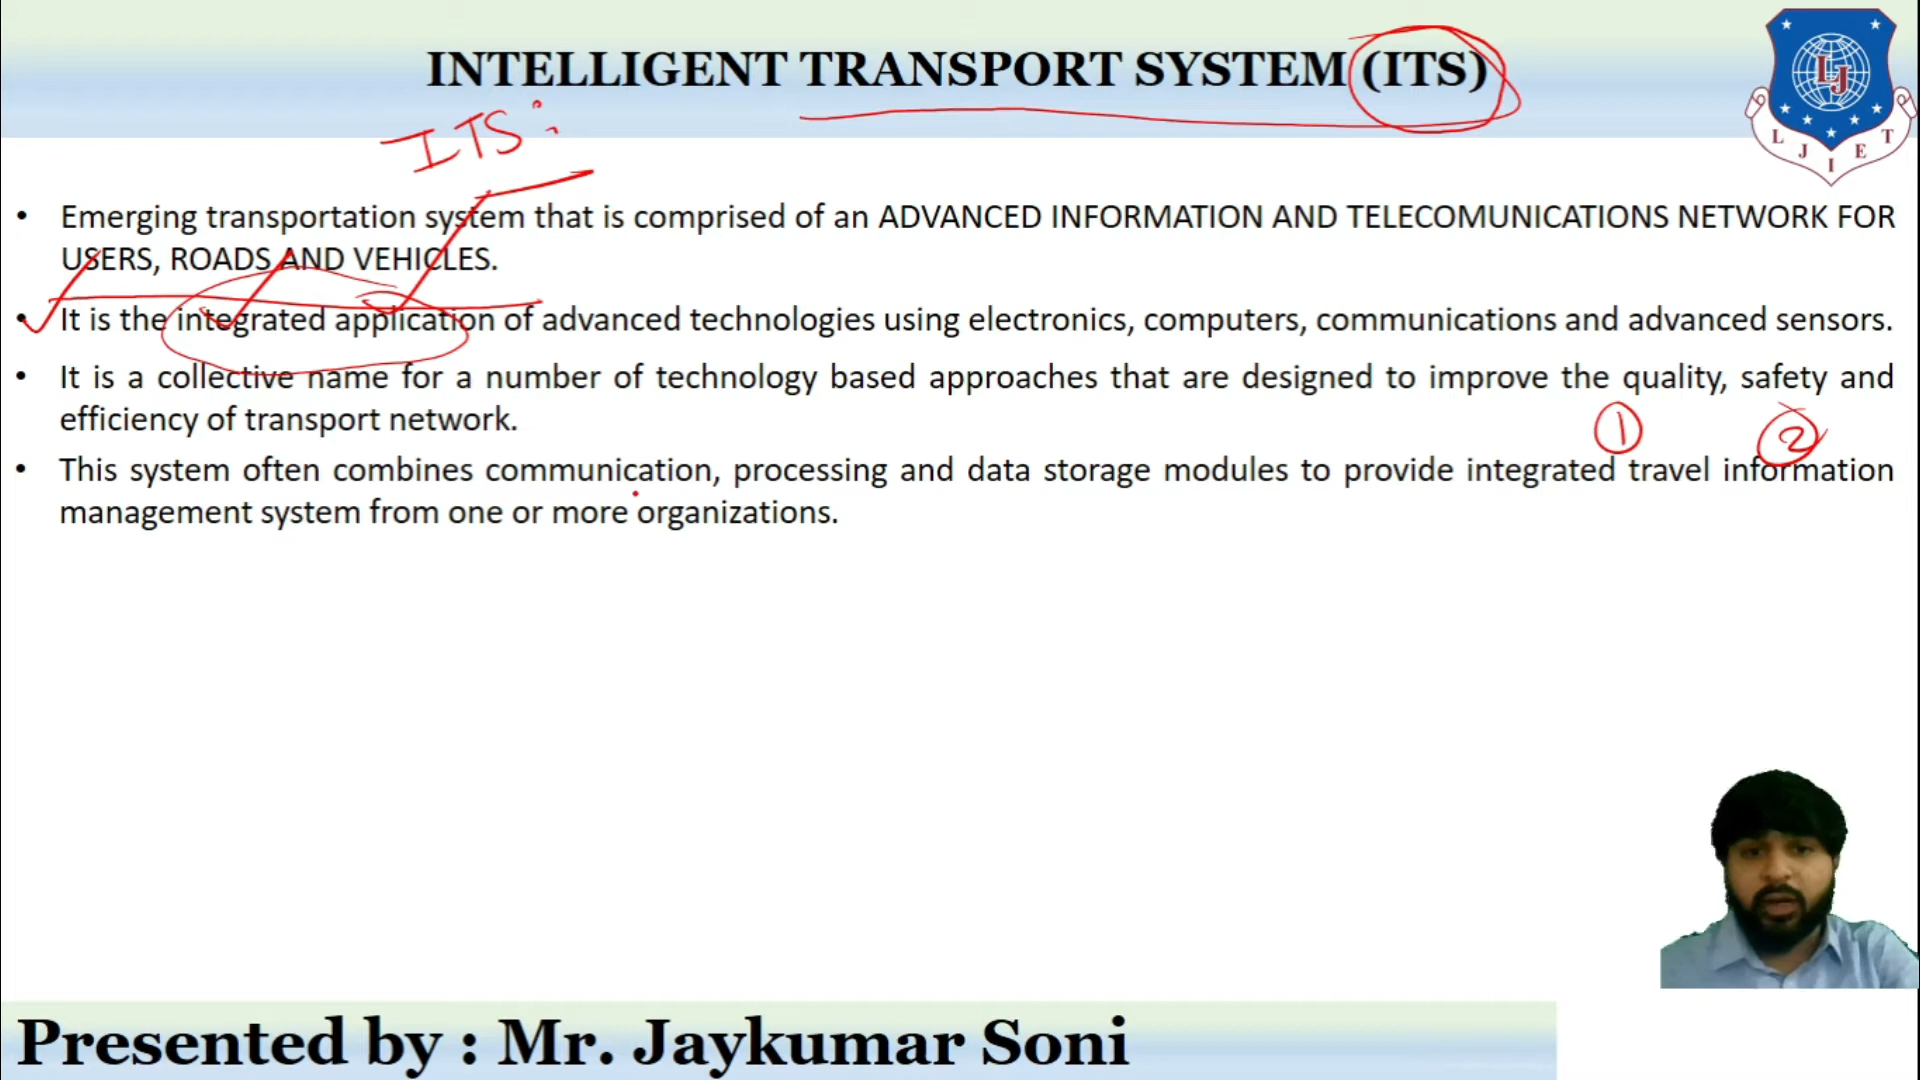 INTELLIGENT TRANSPORT SYSTEM (ITS)
LJ
L J I E T
ITS:
• Emerging transportation system that is comprised of an ADVANCED INFORMATION AND TELECOMUNICATIONS NETWORK FOR
USERS, ROADS AND VEHICLES.
• It is the integrated application of advanced technologies using electronics, computers, communications and advanced sensors.
• It is a collective name for a number of technology based approaches that are designed to improve the quality, safety and
efficiency of transport network.
1 2
• This system often combines communication, processing and data storage modules to provide integrated travel information
management system from one or more organizations.
Presented by : Mr. Jaykumar Soni